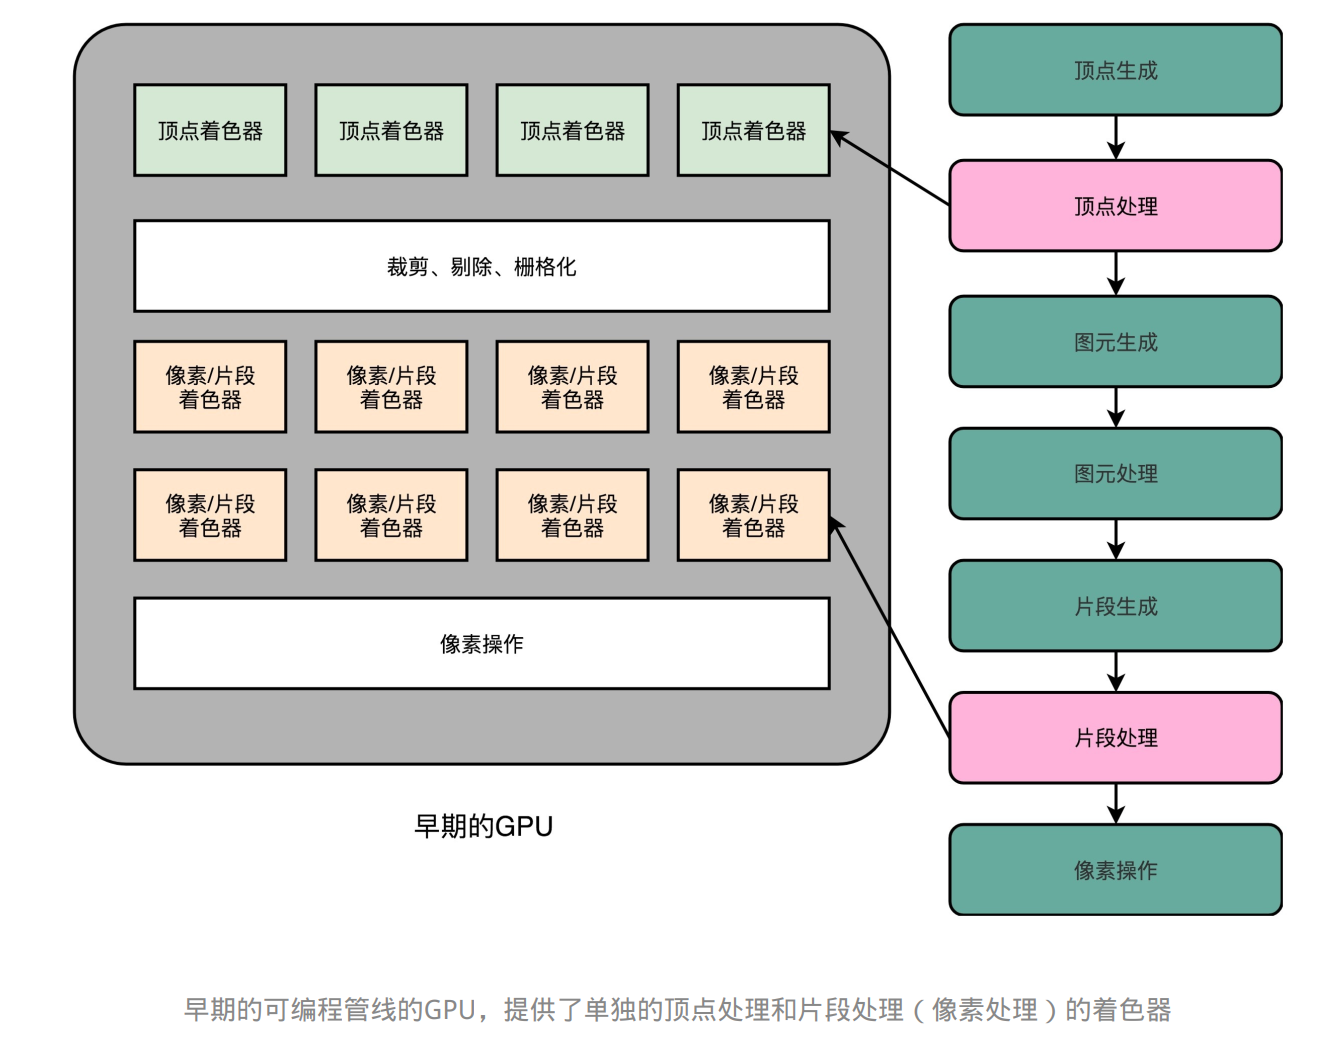 顶点着色器
顶点着色器
顶点着色器
顶点着色器
裁剪、剔除、栅格化
像素/片段
着色器
像素/片段
着色器
像素/片段
着色器
像素/片段
着色器
像素/片段
着色器
像素/片段
着色器
像素/片段
着色器
像素/片段
着色器
像素操作
早期的GPU
顶点生成
顶点处理
图元生成
图元处理
片段生成
片段处理
像素操作
早期的可编程管线的GPU，提供了单独的顶点处理和片段处理（像素处理）的着色器